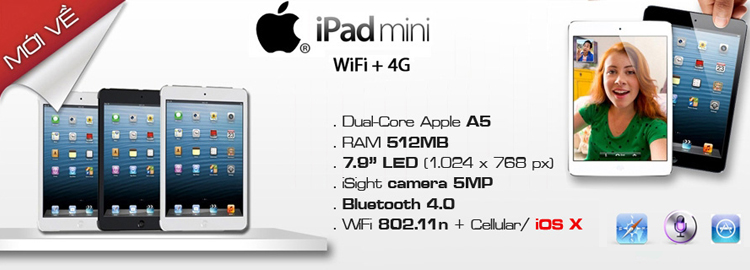 MỚI VỀ
iPad mini
®
WiFi + 4G
. Dual-Core Apple A5
. RAM 512MB
. 7.9” LED (1.024 x 768 px)
. iSight camera 5MP
. Bluetooth 4.0
. WiFi 802.11n + Cellular/ iOS X